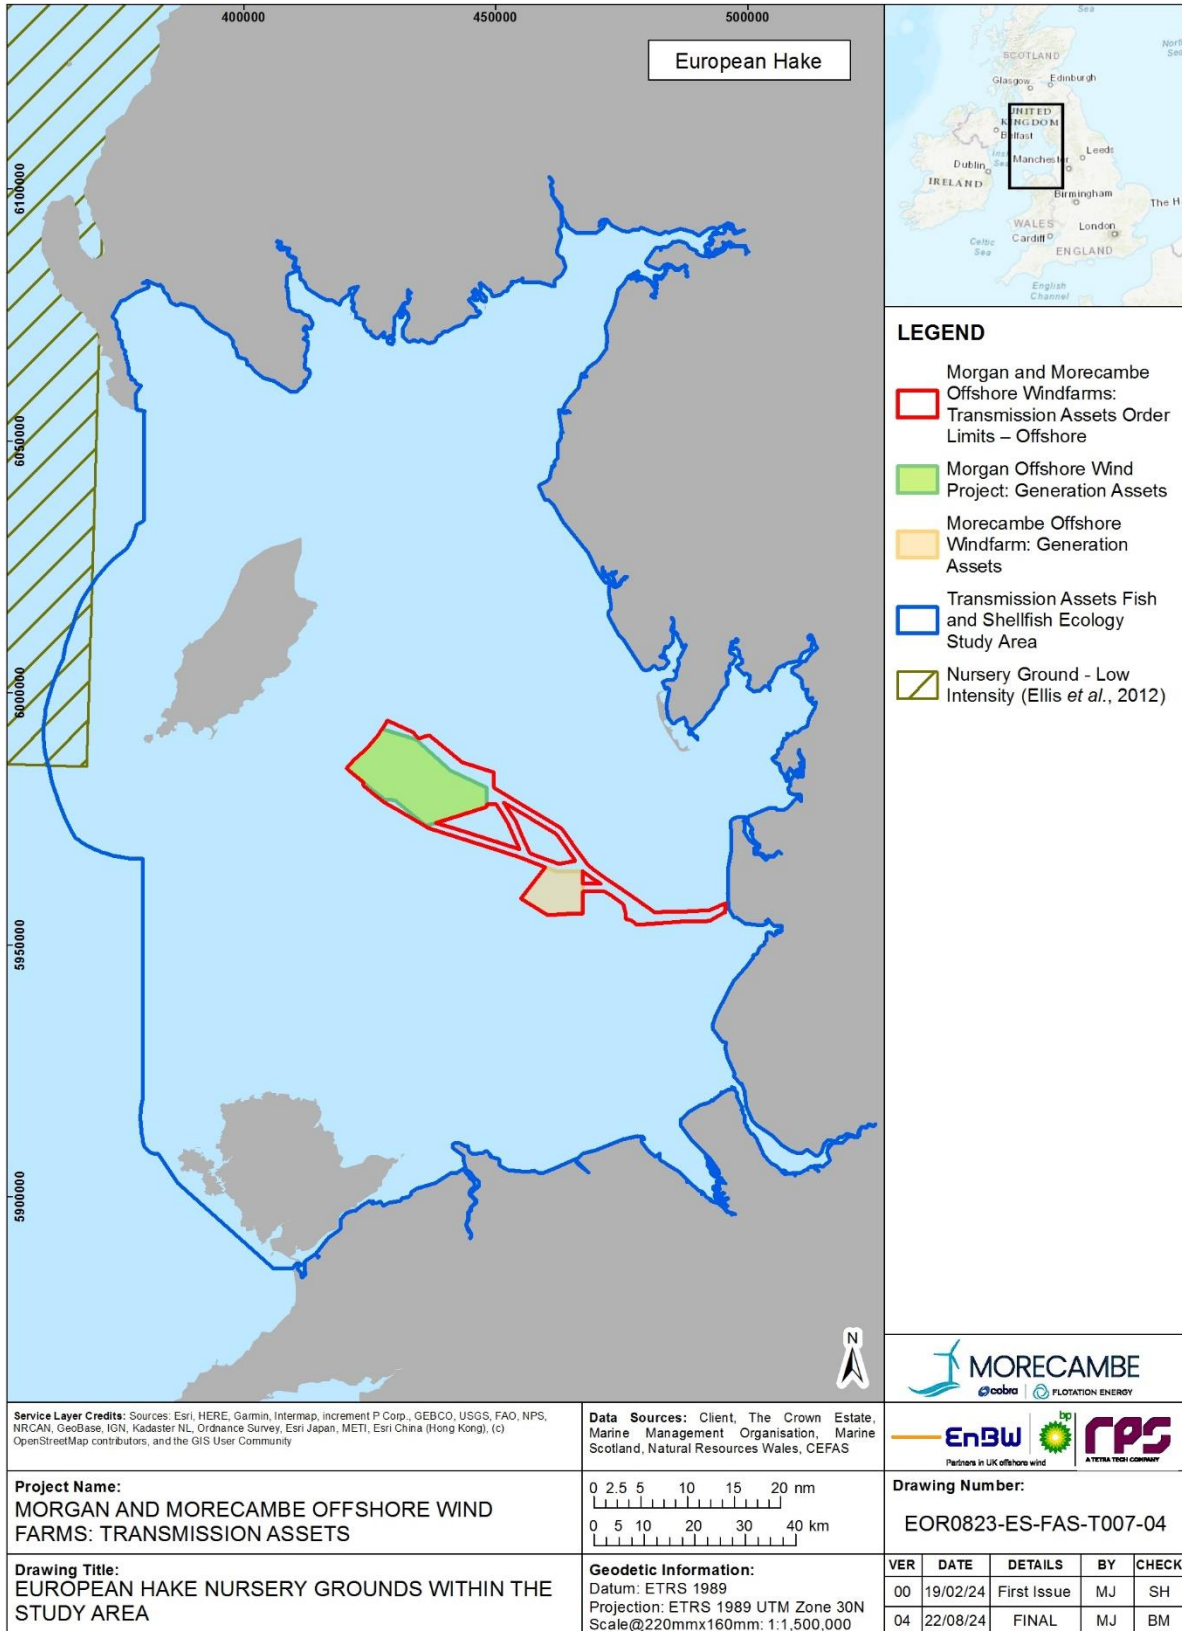 400000
450000
500000
European Hake
6100000
6050000
6000000
5950000
5900000
N
Sea
North
Sea
SCOTLAND
Glasgow
Edinburgh
UNITED
KINGDOM
Belfast
Leeds
Dublin
Manchester
IRELAND
Birmingham
The H
WALES
London
Cardiff
ENGLAND
Celtic
Sea
English
Channel
LEGEND
Morgan and Morecambe
Offshore Windfarms:
Transmission Assets Order
Limits – Offshore
Morgan Offshore Wind
Project: Generation Assets
Morecambe Offshore
Windfarm: Generation
Assets
Transmission Assets Fish
and Shellfish Ecology
Study Area
Nursery Ground - Low
Intensity (Ellis et al., 2012)
MORECAMBE
cobra
FLOTATION ENERGY
Service Layer Credits: Sources: Esri, HERE, Garmin, Intermap, increment P Corp., GEBCO, USGS, FAO, NPS,
NRCAN, GeoBase, IGN, Kadaster NL, Ordnance Survey, Esri Japan, METI, Esri China (Hong Kong), (c)
OpenStreetMap contributors, and the GIS User Community
Data Sources: Client, The Crown Estate,
Marine Management Organisation, Marine
Scotland, Natural Resources Wales, CEFAS
EnBW
bp
Partners in UK offshore wind
RPS
A TETRA TECH COMPANY
Project Name:
MORGAN AND MORECAMBE OFFSHORE WIND
FARMS: TRANSMISSION ASSETS
0 2.5 5 10 15 20 nm
0 5 10 20 30 40 km
Drawing Number:
EOR0823-ES-FAS-T007-04
Drawing Title:
EUROPEAN HAKE NURSERY GROUNDS WITHIN THE
STUDY AREA
Geodetic Information:
Datum: ETRS 1989
Projection: ETRS 1989 UTM Zone 30N
Scale@220mmx160mm: 1:1,500,000
VER DATE DETAILS BY CHECK
00 19/02/24 First Issue MJ SH
04 22/08/24 FINAL MJ BM